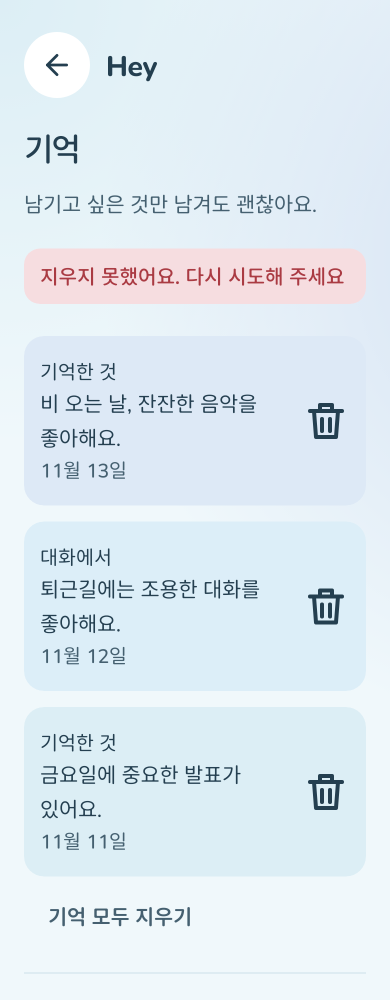 Hey
기억
남기고 싶은 것만 남겨도 괜찮아요.
지우지 못했어요. 다시 시도해 주세요
기억한 것
비 오는 날, 잔잔한 음악을
좋아해요.
11월 13일
대화에서
퇴근길에는 조용한 대화를
좋아해요.
11월 12일
기억한 것
금요일에 중요한 발표가
있어요.
11월 11일
기억 모두 지우기